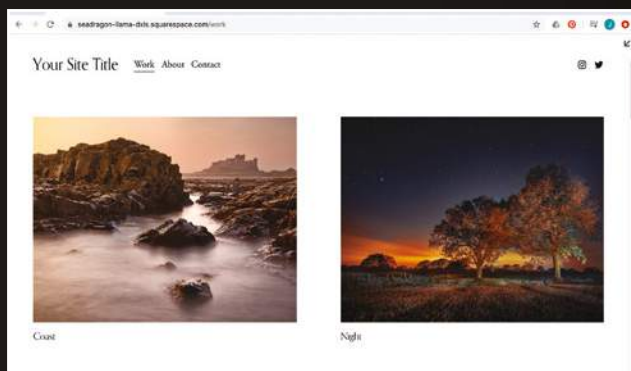 seadragon-llama-dxls.squarespace.com/work
Your Site Title Work About Contact
Coast Night